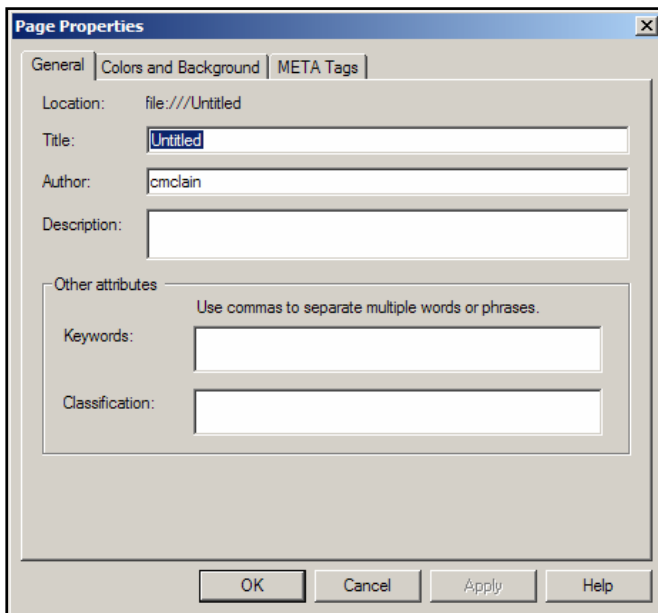 Page Properties
General Colors and Background META Tags
Location: file:///Untitled
Title: Untitled
Author: cmclain
Description:
Other attributes
Use commas to separate multiple words or phrases.
Keywords:
Classification:
OK Cancel Apply Help